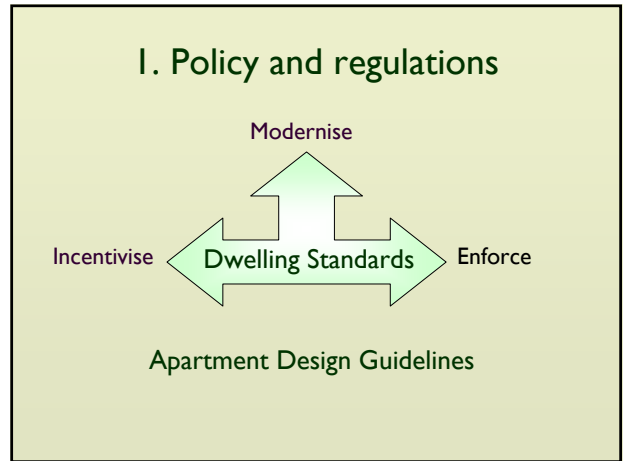 1. Policy and regulations
Modernise
Incentivise Dwelling Standards Enforce
Apartment Design Guidelines